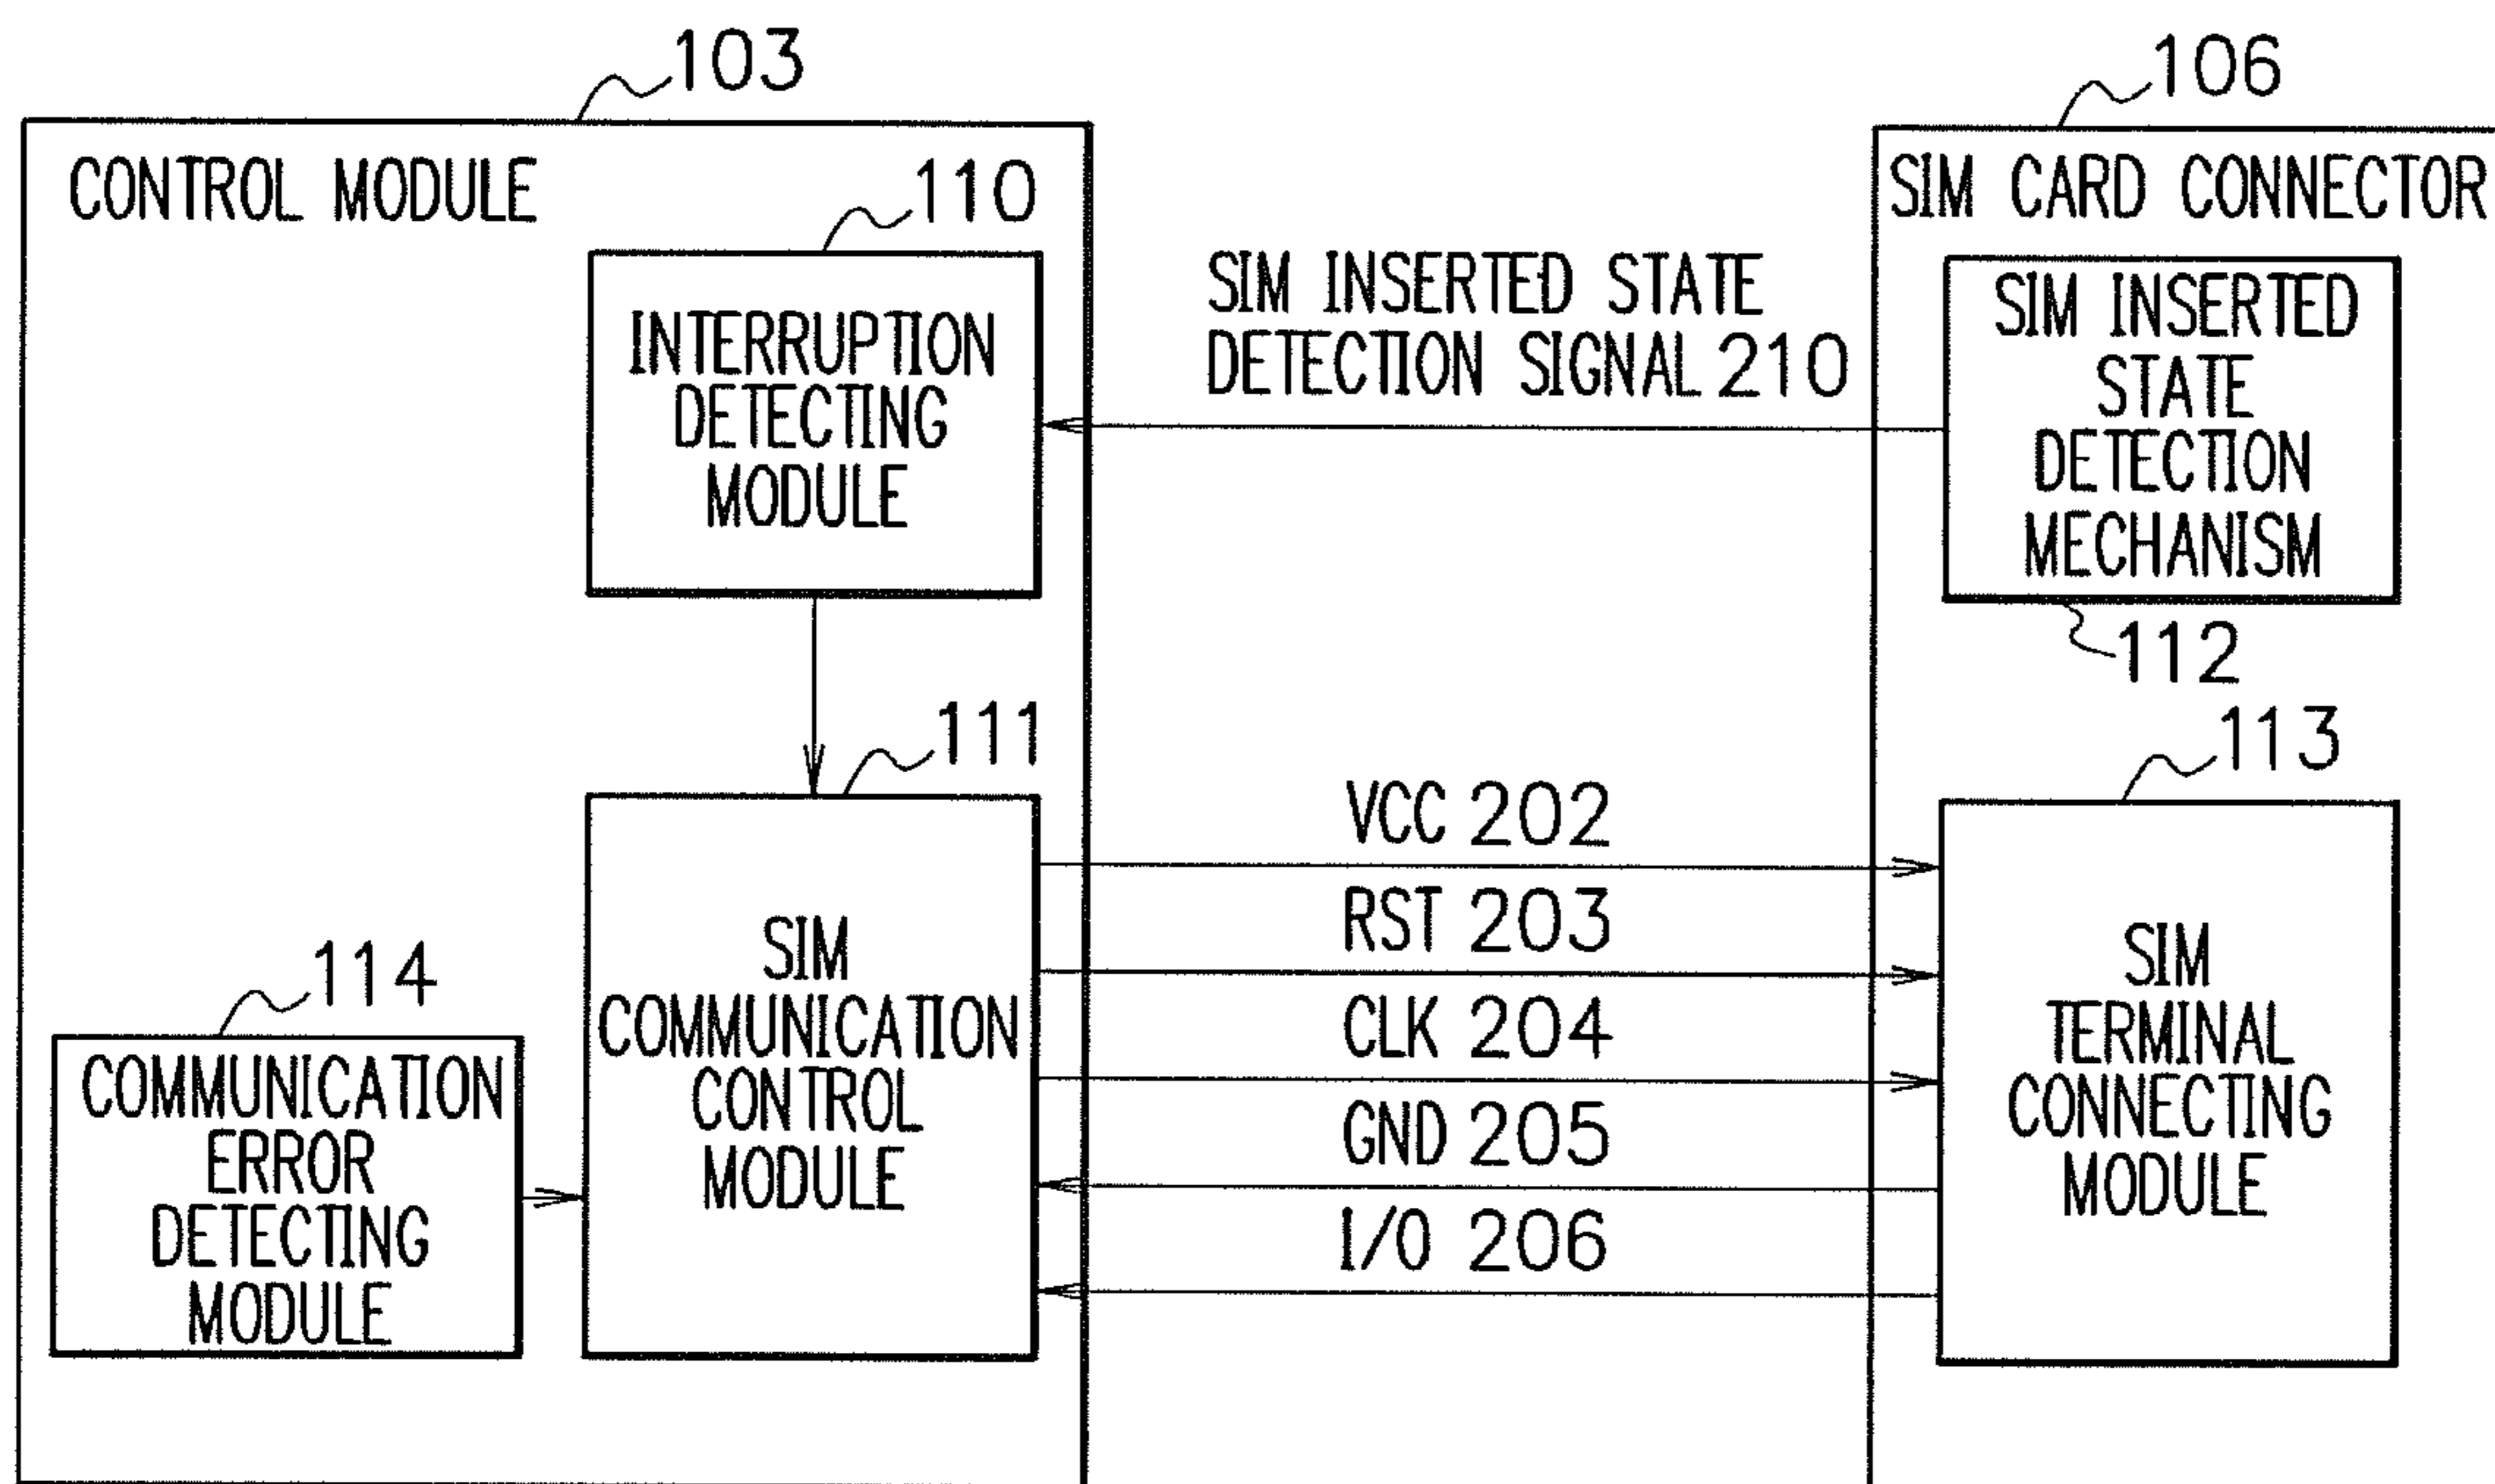 103
CONTROL MODULE
110
INTERRUPTION
DETECTING
MODULE
111
SIM
COMMUNICATION
CONTROL
MODULE
114
COMMUNICATION
ERROR
DETECTING
MODULE
SIM INSERTED STATE
DETECTION SIGNAL 210
VCC 202
RST 203
CLK 204
GND 205
I/O 206
106
SIM CARD CONNECTOR
SIM INSERTED
STATE
DETECTION
MECHANISM
112
113
SIM
TERMINAL
CONNECTING
MODULE